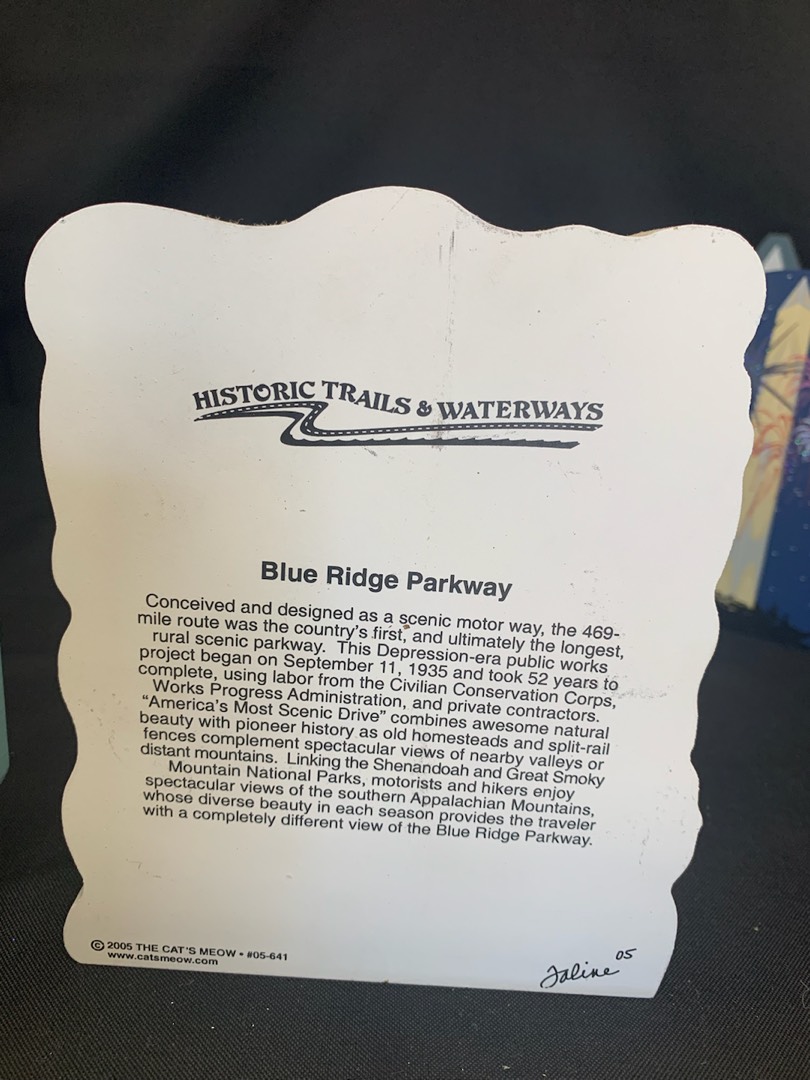 HISTORIC TRAILS & WATERWAYS
Blue Ridge Parkway
Conceived and designed as a scenic motor way, the 469-
mile route was the country's first, and ultimately the longest,
rural scenic parkway. This Depression-era public works
project began on September 11, 1935 and took 52 years to
complete, using labor from the Civilian Conservation Corps,
Works Progress Administration, and private contractors.
“America's Most Scenic Drive” combines awesome natural
beauty with pioneer history as old homesteads and split-rail
fences complement spectacular views of nearby valleys or
distant mountains. Linking the Shenandoah and Great Smoky
Mountain National Parks, motorists and hikers enjoy
spectacular views of the southern Appalachian Mountains,
whose diverse beauty in each season provides the traveler
with a completely different view of the Blue Ridge Parkway.
© 2005 THE CAT'S MEOW • #05-641
www.catsmeow.com
Faline 05